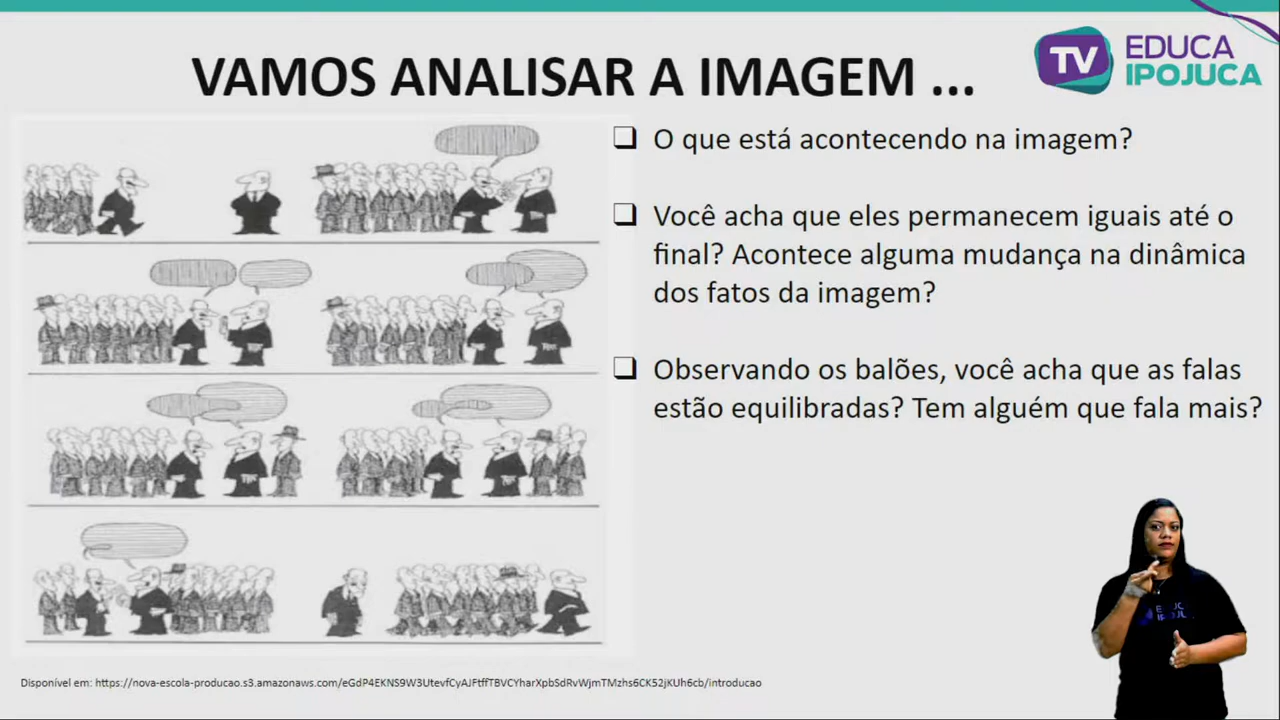 VAMOS ANALISAR A IMAGEM ...
TV EDUCA
IPOJUCA
❑ O que está acontecendo na imagem?
❑ Você acha que eles permanecem iguais até o
final? Acontece alguma mudança na dinâmica
dos fatos da imagem?
❑ Observando os balões, você acha que as falas
estão equilibradas? Tem alguém que fala mais?
Disponível em: https://nova-escola-producao.s3.amazonaws.com/eGdP4EKNS9W3UtevfCyAJFtffTBVCYharXpbSdRvWjmTMzhs6CK52jKUh6cb/introducao